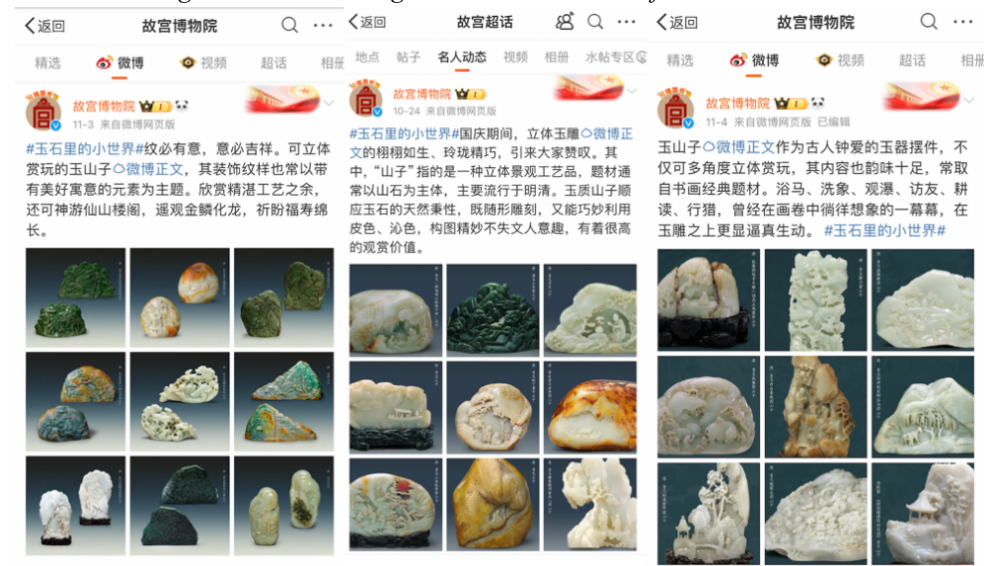 返回
故宫博物院
精选
微博
视频
超话
相册
故宫博物院
11-3 来自微博网页版
#玉石里的小世界#纹必有意，意必吉祥。可立体
赏玩的玉山子微博正文，其装饰纹样也常以带
有美好寓意的元素为主题。欣赏精湛工艺之余，
还可神游仙山楼阁，遥观金鳞化龙，祈盼福寿绵
长。
返回
故宫超话
地点
帖子
名人动态
视频
相册
水帖专区
故宫博物院
10-24 来自微博网页版
#玉石里的小世界#国庆期间，立体玉雕微博正
文的栩栩如生、玲珑精巧，引来大家赞叹。其
中，“山子”指的是一种立体景观工艺品，题材通
常以山石为主体，主要流行于明清。玉质山子顺
应玉石的天然秉性，既随形雕刻，又能巧妙利用
皮色、沁色，构图精妙不失文人意趣，有着很高
的观赏价值。
返回
故宫博物院
精选
微博
视频
超话
相册
故宫博物院
11-4 来自微博网页版 已编辑
玉山子微博正文作为古人钟爱的玉器摆件，不
仅可多角度立体赏玩，其内容也韵味十足，常取
自书画经典题材。浴马、洗象、观瀑、访友、耕
读、行猎，曾经在画卷中徜徉想象的一幕幕，在
玉雕之上更显逼真生动。 #玉石里的小世界#